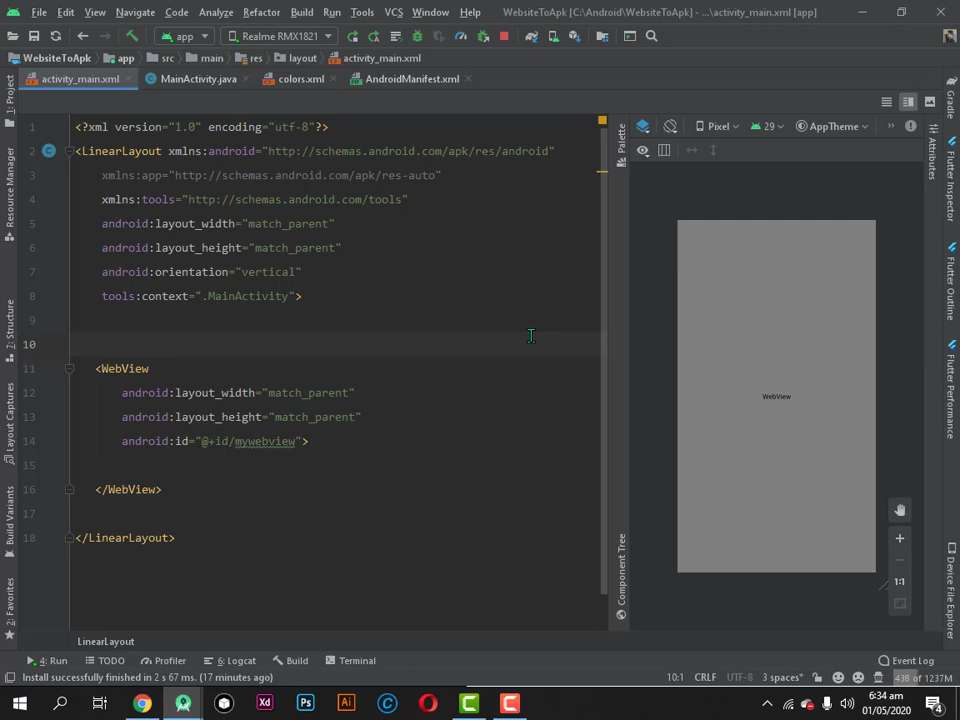 File Edit View Navigate Code Analyze Refactor Build Run Tools VCS Window Help WebsiteToApk [C:\Android\WebsiteToApk] - ...\activity_main.xml [app]
app Realme RMX1821
WebsiteToApk app src main res layout activity_main.xml
activity_main.xml MainActivity.java colors.xml AndroidManifest.xml
1: Project
Resource Manager
7: Structure
Layout Captures
Build Variants
2: Favorites
1 <?xml version="1.0" encoding="utf-8"?>
2 <LinearLayout xmlns:android="http://schemas.android.com/apk/res/android"
3 xmlns:app="http://schemas.android.com/apk/res-auto"
4 xmlns:tools="http://schemas.android.com/tools"
5 android:layout_width="match_parent"
6 android:layout_height="match_parent"
7 android:orientation="vertical"
8 tools:context=".MainActivity">
9
10
11 <WebView
12 android:layout_width="match_parent"
13 android:layout_height="match_parent"
14 android:id="@+id/mywebview">
15
16 </WebView>
17
18 </LinearLayout>
Palette
Component Tree
Pixel 29 AppTheme
WebView
1:1
Attributes
Gradle
Flutter Inspector
Flutter Outline
Flutter Performance
Device File Explorer
LinearLayout
4: Run TODO Profiler 6: Logcat Build Terminal Event Log
Install successfully finished in 2 s 67 ms. (17 minutes ago) 10:1 CRLF UTF-8 3 spaces* 438 of 1237M
Xd Ps Ai 6:34 am
01/05/2020 4